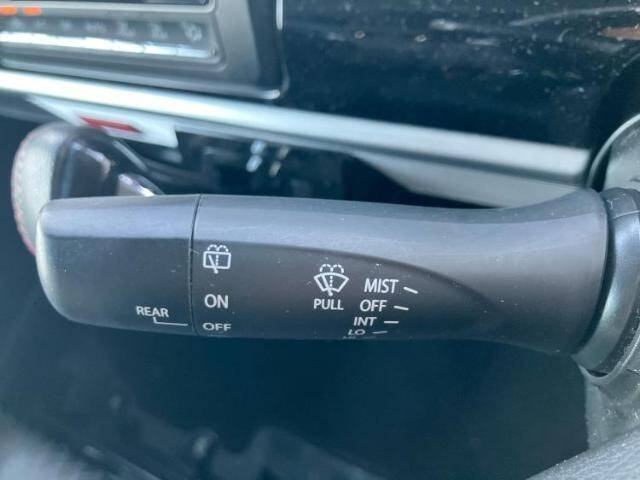 ON
REAR
OFF
PULL
MIST
OFF
INT
LO